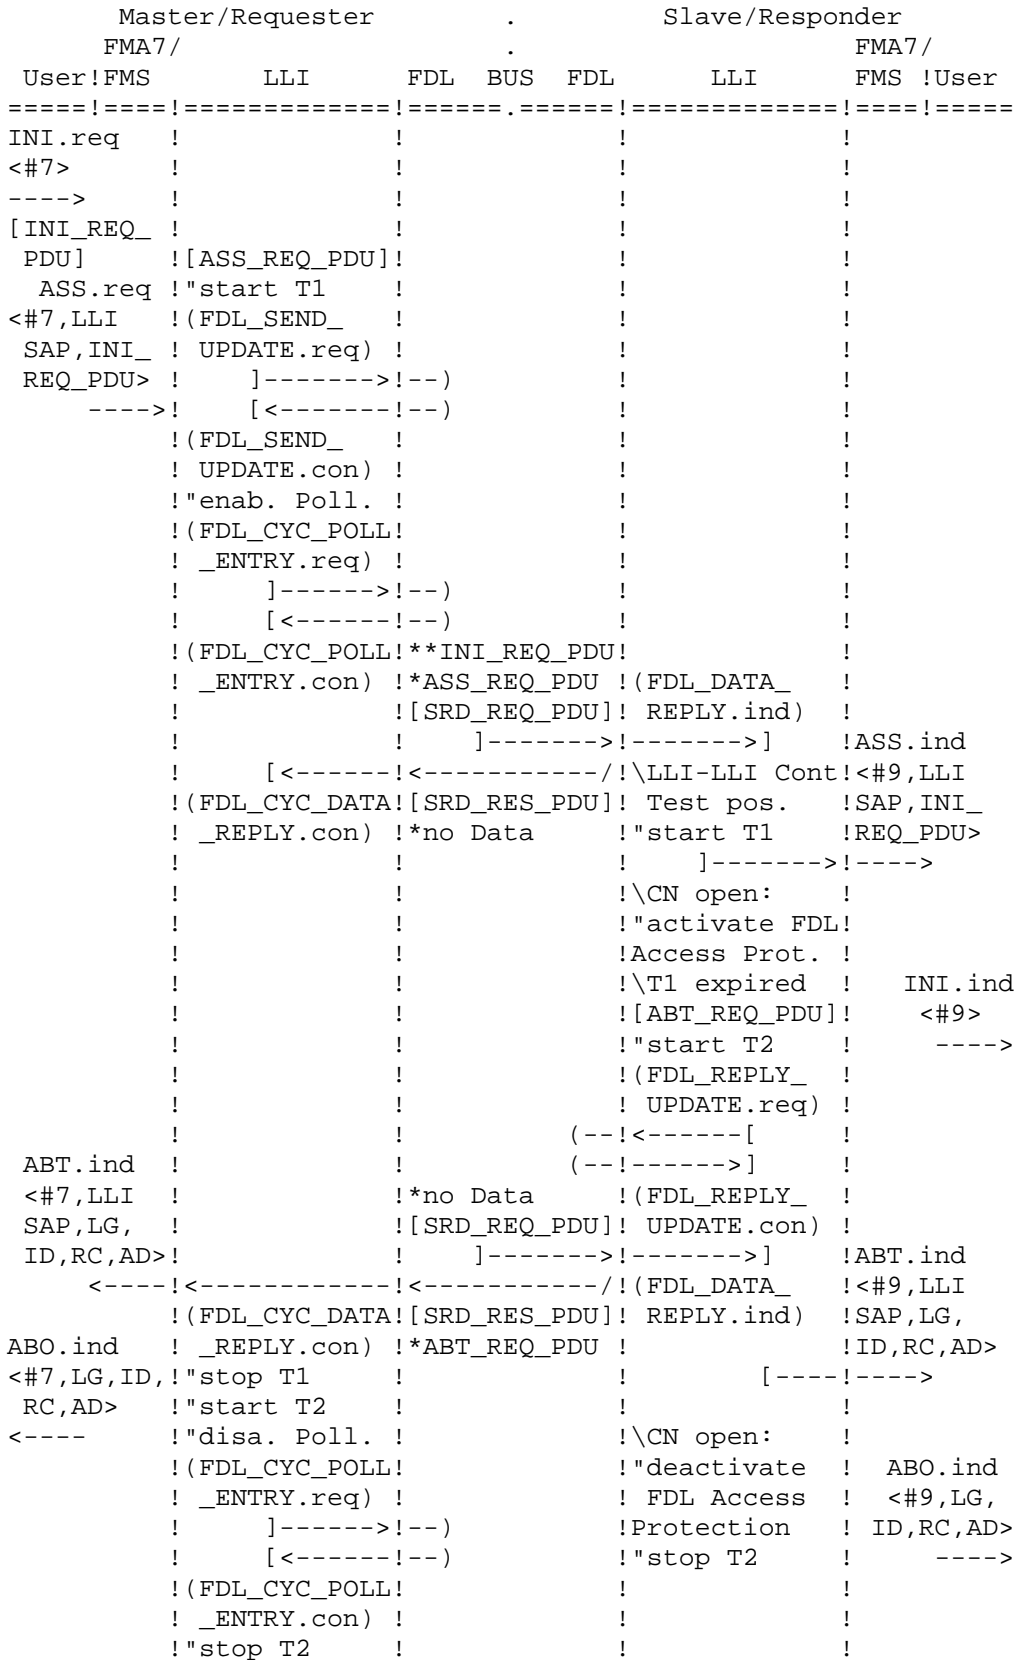 Master/Requester . Slave/Responder
FMA7/ . FMA7/
User!FMS LLI FDL BUS FDL LLI FMS !User
=====!====!=============!======.======!=============!====!=====
INI.req ! ! ! !
<#7> ! ! ! !
----> ! ! ! !
[INI_REQ_ ! ! ! !
PDU] ![ASS_REQ_PDU]! ! !
ASS.req !"start T1 ! ! !
<#7,LLI !(FDL_SEND_ ! ! !
SAP,INI_ ! UPDATE.req) ! ! !
REQ_PDU> ! ]------->!--) ! !
---->! [<-------!--) ! !
!(FDL_SEND_ ! ! !
! UPDATE.con) ! ! !
!"enab. Poll. ! ! !
!(FDL_CYC_POLL! ! !
! _ENTRY.req) ! ! !
! ]------>!--) ! !
! [<------!--) ! !
!(FDL_CYC_POLL!**INI_REQ_PDU! !
! _ENTRY.con) !*ASS_REQ_PDU !(FDL_DATA_ !
! ![SRD_REQ_PDU]! REPLY.ind) !
! ! ]------->!------->] !ASS.ind
! [<------!<-----------/!\LLI-LLI Cont!<#9,LLI
!(FDL_CYC_DATA![SRD_RES_PDU]! Test pos. !SAP,INI_
! _REPLY.con) !*no Data !"start T1 !REQ_PDU>
! ! ! ]------->!---->
! ! !\CN open: !
! ! !"activate FDL!
! ! !Access Prot. !
! ! !\T1 expired ! INI.ind
! ! ![ABT_REQ_PDU]! <#9>
! ! !"start T2 ! ---->
! ! !(FDL_REPLY_ !
! ! ! UPDATE.req) !
! ! (--!<------[ !
ABT.ind ! ! (--!------>] !
<#7,LLI ! !*no Data !(FDL_REPLY_ !
SAP,LG, ! ![SRD_REQ_PDU]! UPDATE.con) !
ID,RC,AD>! ! ]------->!------->] !ABT.ind
<----!<------------!<-----------/!(FDL_DATA_ !<#9,LLI
!(FDL_CYC_DATA![SRD_RES_PDU]! REPLY.ind) !SAP,LG,
ABO.ind ! _REPLY.con) !*ABT_REQ_PDU ! !ID,RC,AD>
<#7,LG,ID,!"stop T1 ! ! [----!---->
RC,AD> !"start T2 ! ! !
<---- !"disa. Poll. ! !\CN open: !
!(FDL_CYC_POLL! !"deactivate ! ABO.ind
! _ENTRY.req) ! ! FDL Access ! <#9,LG,
! ]------>!--) !Protection ! ID,RC,AD>
! [<------!--) !"stop T2 ! ---->
!(FDL_CYC_POLL! ! !
! _ENTRY.con) ! ! !
!"stop T2 ! ! !